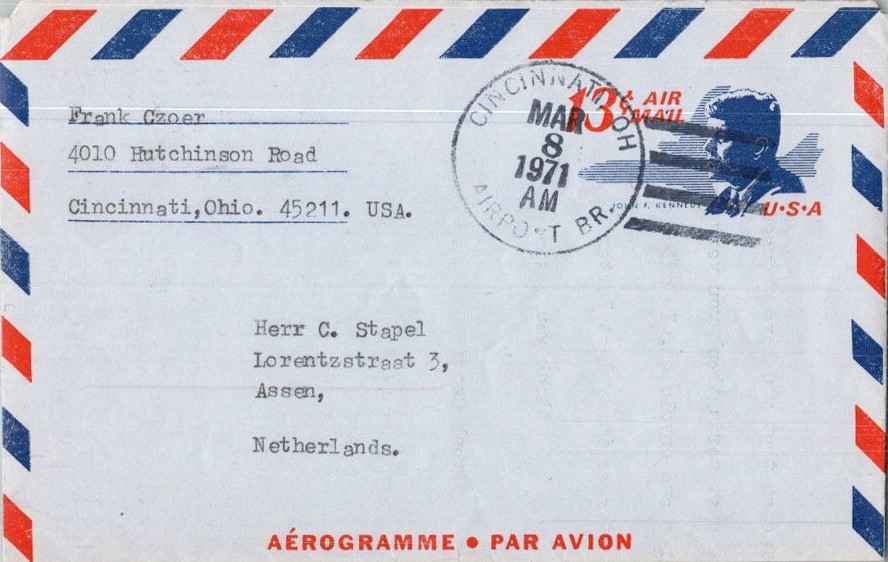 Frank Czoer
4010 Hutchinson Road
Cincinnati,Ohio. 45211. USA.
CINCINNATI, OH
MAR
8
1971
AM
AIRPORT BR.
13¢ AIR
MAIL
JOHN F. KENNEDY
U·S·A
Herr C. Stapel
Lorentzstraat 3,
Assen,
Netherlands.
AÉROGRAMME • PAR AVION